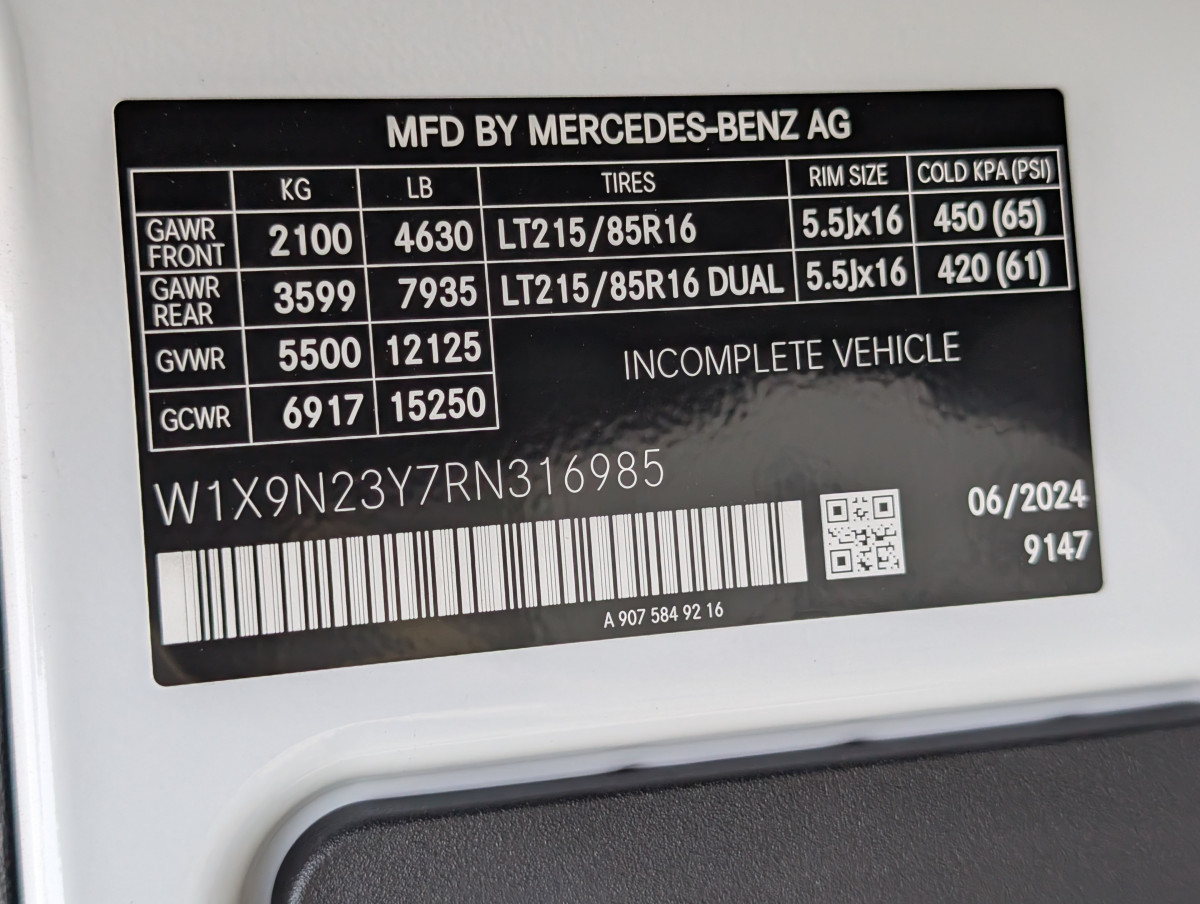 MFD BY MERCEDES-BENZ AG
KG LB TIRES RIM SIZE COLD KPA (PSI)
GAWR FRONT 2100 4630 LT215/85R16 5.5Jx16 450 (65)
GAWR REAR 3599 7935 LT215/85R16 DUAL 5.5Jx16 420 (61)
GVWR 5500 12125
INCOMPLETE VEHICLE
GCWR 6917 15250
W1X9N23Y7RN316985
06/2024
9147
A 907 584 92 16